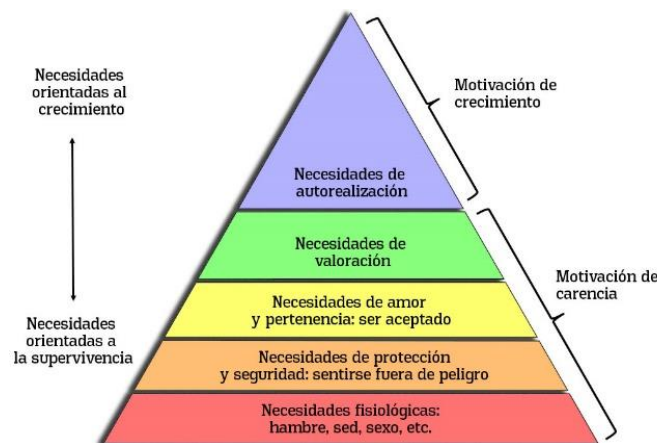 Necesidades
orientadas al
crecimiento
Motivación de
crecimiento
Necesidades de
autorealización
Necesidades de
valoración
Motivación de
carencia
Necesidades de amor
y pertenencia: ser aceptado
Necesidades
orientadas a
la supervivencia
Necesidades de protección
y seguridad: sentirse fuera de peligro
Necesidades fisiológicas:
hambre, sed, sexo, etc.